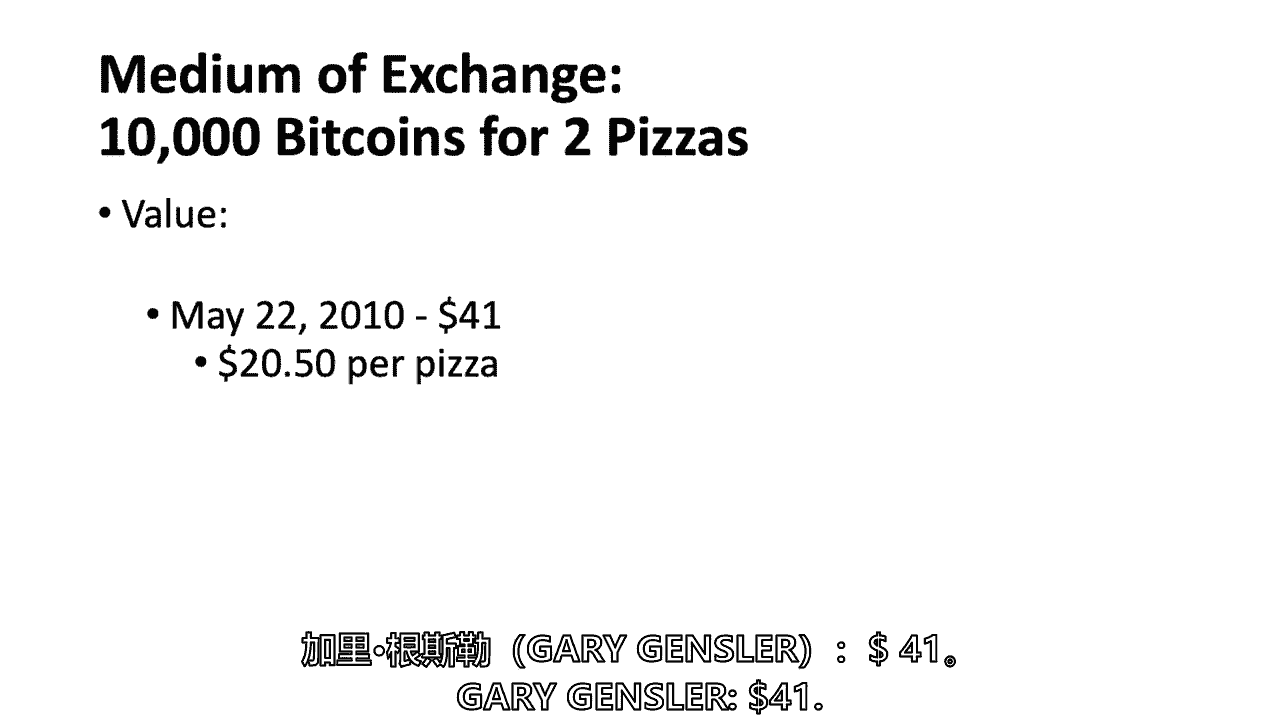 Medium of Exchange:
10,000 Bitcoins for 2 Pizzas
• Value:
• May 22, 2010 - $41
• $20.50 per pizza
加里·根斯勒（GARY GENSLER）：$ 41。
GARY GENSLER: $41.